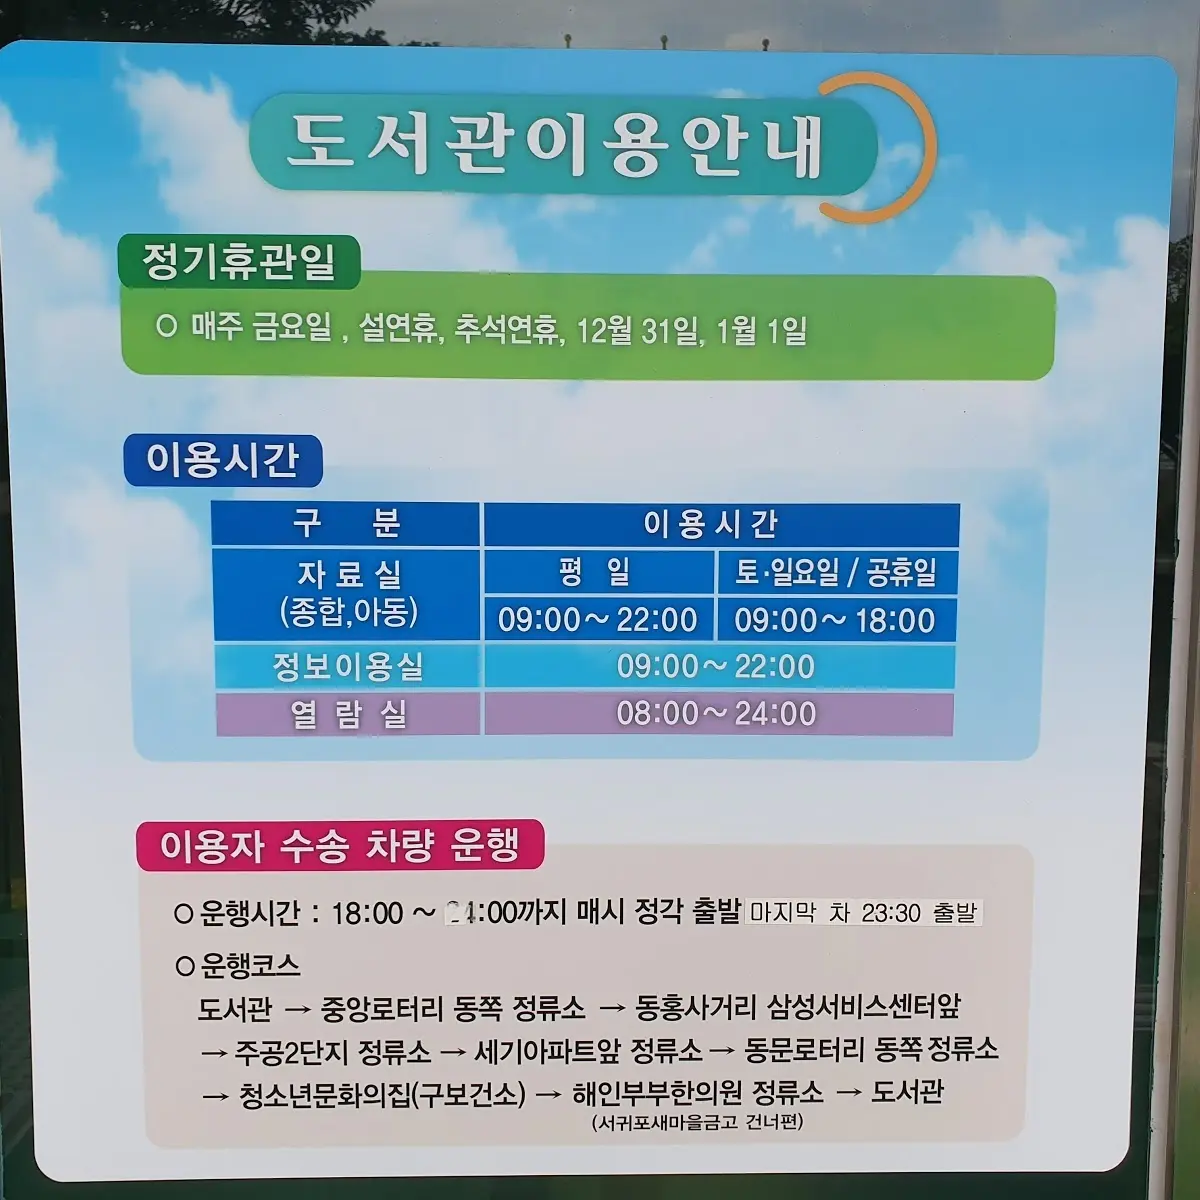 도서관이용안내
정기휴관일
○ 매주 금요일 , 설연휴, 추석연휴, 12월 31일, 1월 1일
이용시간
구 분 이 용 시 간
자 료 실 평 일 토·일요일 / 공휴일
(종합,아동) 09:00~22:00 09:00~18:00
정보이용실 09:00~22:00
열 람 실 08:00~24:00
이용자 수송 차량 운행
○ 운행시간 : 18:00 ~ 24:00까지 매시 정각 출발 마지막 차 23:30 출발
○ 운행코스
도서관 → 중앙로터리 동쪽 정류소 → 동홍사거리 삼성서비스센터앞
→ 주공2단지 정류소 → 세기아파트앞 정류소 → 동문로터리 동쪽 정류소
→ 청소년문화의집(구보건소) → 해인부부한의원 정류소 → 도서관
(서귀포새마을금고 건너편)